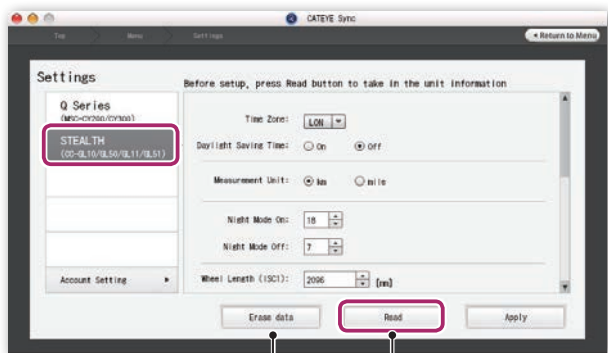 CATEYE Sync
Top Menu Settings
◂ Return to Menu
Settings
Before setup, press Read button to take in the unit information
Q Series
(MSC-CY200/CY300)
STEALTH
(CC-GL10/GL50/GL11/GL51)
Account Setting
Time Zone: LON
Daylight Saving Time: On Off
Measurement Unit: km mile
Night Mode On: 18
Night Mode Off: 7
Wheel Length (ISC1): 2096 [mm]
Erase data Read Apply